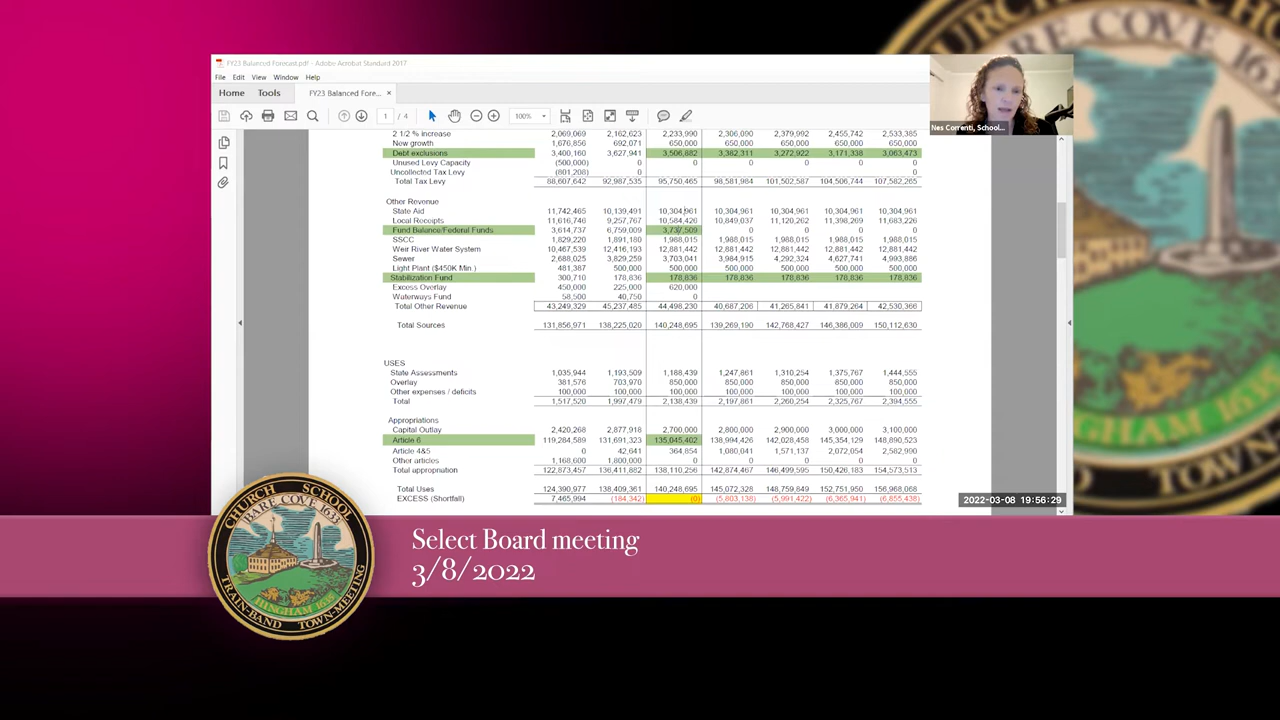 FY23 Balanced Forecast.pdf - Adobe Acrobat Standard 2017
File Edit View Window Help
Home Tools FY23 Balanced Fore... ×
1 / 4 100%
2 1/2 % increase 2,069,069 2,162,623 2,233,990 2,306,090 2,379,992 2,455,742 2,533,385
New growth 1,676,856 692,071 650,000 650,000 650,000 650,000 650,000
Debt exclusions 3,400,160 3,627,941 3,506,882 3,382,311 3,272,922 3,171,338 3,063,473
Unused Levy Capacity (500,000) 0 0 0 0 0 0
Uncollected Tax Levy (801,208) 0 0
Total Tax Levy 88,607,642 92,987,535 95,750,465 98,581,984 101,502,587 104,506,744 107,582,265
Other Revenue
State Aid 11,742,465 10,139,491 10,304,961 10,304,961 10,304,961 10,304,961 10,304,961
Local Receipts 11,616,746 9,257,767 10,584,426 10,849,037 11,120,262 11,398,269 11,683,226
Fund Balance/Federal Funds 3,614,737 6,759,009 3,737,509 0 0 0 0
SSCC 1,829,220 1,891,180 1,988,015 1,988,015 1,988,015 1,988,015 1,988,015
Weir River Water System 10,467,539 12,416,193 12,881,442 12,881,442 12,881,442 12,881,442 12,881,442
Sewer 2,688,025 3,829,259 3,703,041 3,984,915 4,292,324 4,627,741 4,993,886
Light Plant ($450K Min.) 481,387 500,000 500,000 500,000 500,000 500,000 500,000
Stabilization Fund 300,710 178,836 178,836 178,836 178,836 178,836 178,836
Excess Overlay 450,000 225,000 620,000
Waterways Fund 58,500 40,750 0
Total Other Revenue 43,249,329 45,237,485 44,498,230 40,687,206 41,265,841 41,879,264 42,530,366
Total Sources 131,856,971 138,225,020 140,248,695 139,269,190 142,768,427 146,386,009 150,112,630
USES
State Assessments 1,035,944 1,193,509 1,188,439 1,247,861 1,310,254 1,375,767 1,444,555
Overlay 381,576 703,970 850,000 850,000 850,000 850,000 850,000
Other expenses / deficits 100,000 100,000 100,000 100,000 100,000 100,000 100,000
Total 1,517,520 1,997,479 2,138,439 2,197,861 2,260,254 2,325,767 2,394,555
Appropriations
Capital Outlay 2,420,268 2,877,918 2,700,000 2,800,000 2,900,000 3,000,000 3,100,000
Article 6 119,284,589 131,691,323 135,045,402 138,994,426 142,028,458 145,354,129 148,890,523
Article 4&5 0 42,641 364,854 1,080,041 1,571,137 2,072,054 2,582,990
Other articles 1,168,600 1,800,000 0 0 0 0 0
Total appropriation 122,873,457 136,411,882 138,110,256 142,874,467 146,499,595 150,426,183 154,573,513
Total Uses 124,390,977 138,409,361 140,248,695 145,072,328 148,759,849 152,751,950 156,968,068
EXCESS (Shortfall) 7,465,994 (184,342) (0) (5,803,138) (5,991,422) (6,365,941) (6,855,438)
Nes Correnti, School...
2022-03-08 19:56:29
Select Board meeting
3/8/2022
CHURCH SCHOOL
BARE COVE 1633
HINGHAM 1635
TRAIN-BAND TOWN-MEETING